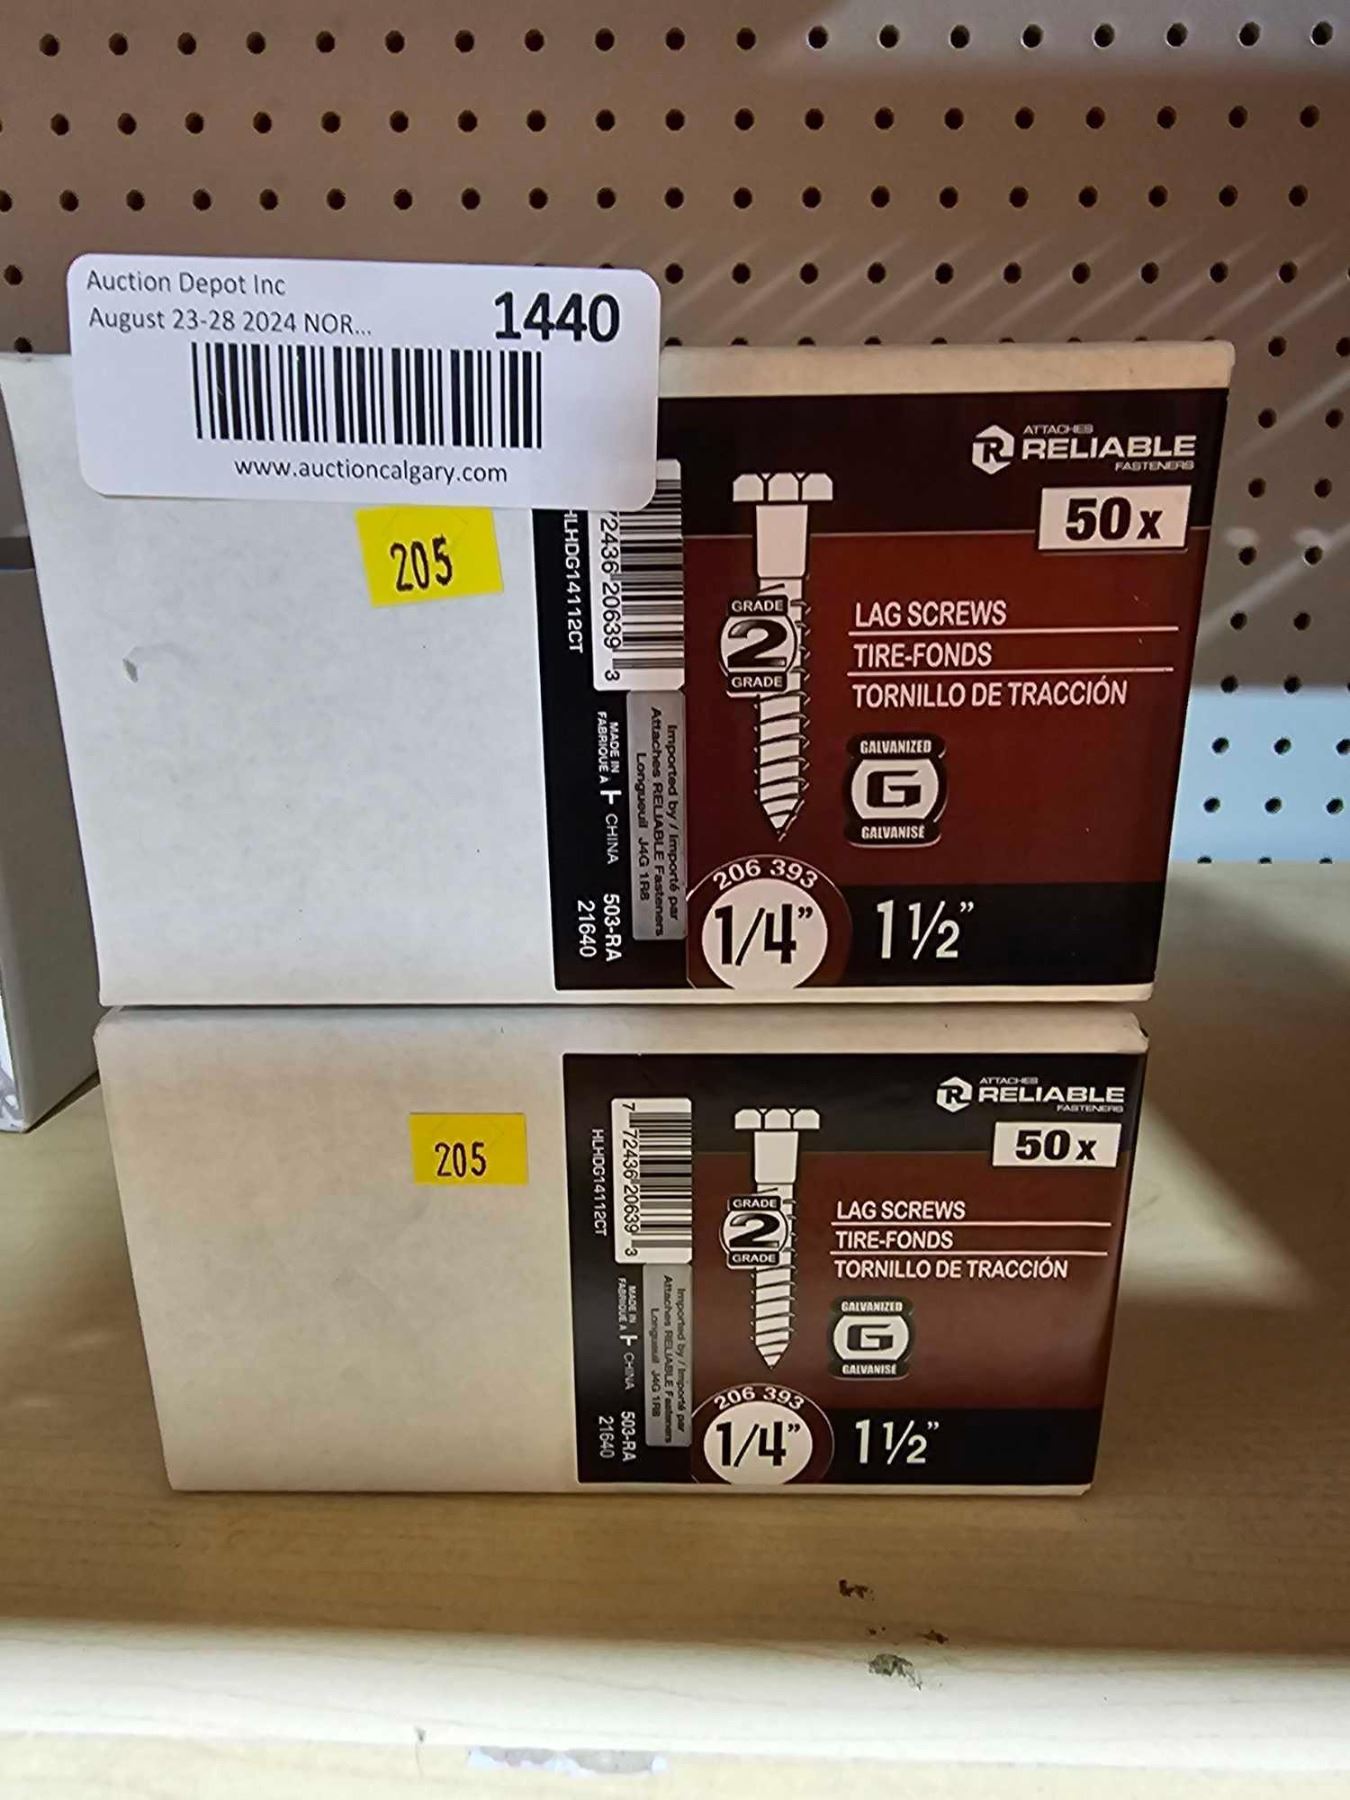 Auction Depot Inc
August 23-28 2024 NOR...
1440
www.auctioncalgary.com
205
HLHDG14112CT
72436 20639 3
MADE IN
FABRIQUÉ À
CHINA
503-RA
21640
Imported by / Importé par
Attaches RELIABLE Fasteners
Longueuil J4G 1R8
ATTACHES
RELIABLE
FASTENERS
50x
GRADE
2
GRADE
LAG SCREWS
TIRE-FONDS
TORNILLO DE TRACCIÓN
GALVANIZED
G
GALVANISÉ
206 393
1/4"
1 1/2"
205
7 72436 20639 3
HLHDG14112CT
MADE IN
FABRIQUÉ À
CHINA
503-RA
21640
Imported by / Importé par
Attaches RELIABLE Fasteners
Longueuil J4G 1R8
ATTACHES
RELIABLE
FASTENERS
50x
GRADE
2
GRADE
LAG SCREWS
TIRE-FONDS
TORNILLO DE TRACCIÓN
GALVANIZED
G
GALVANISÉ
206 393
1/4"
1 1/2"